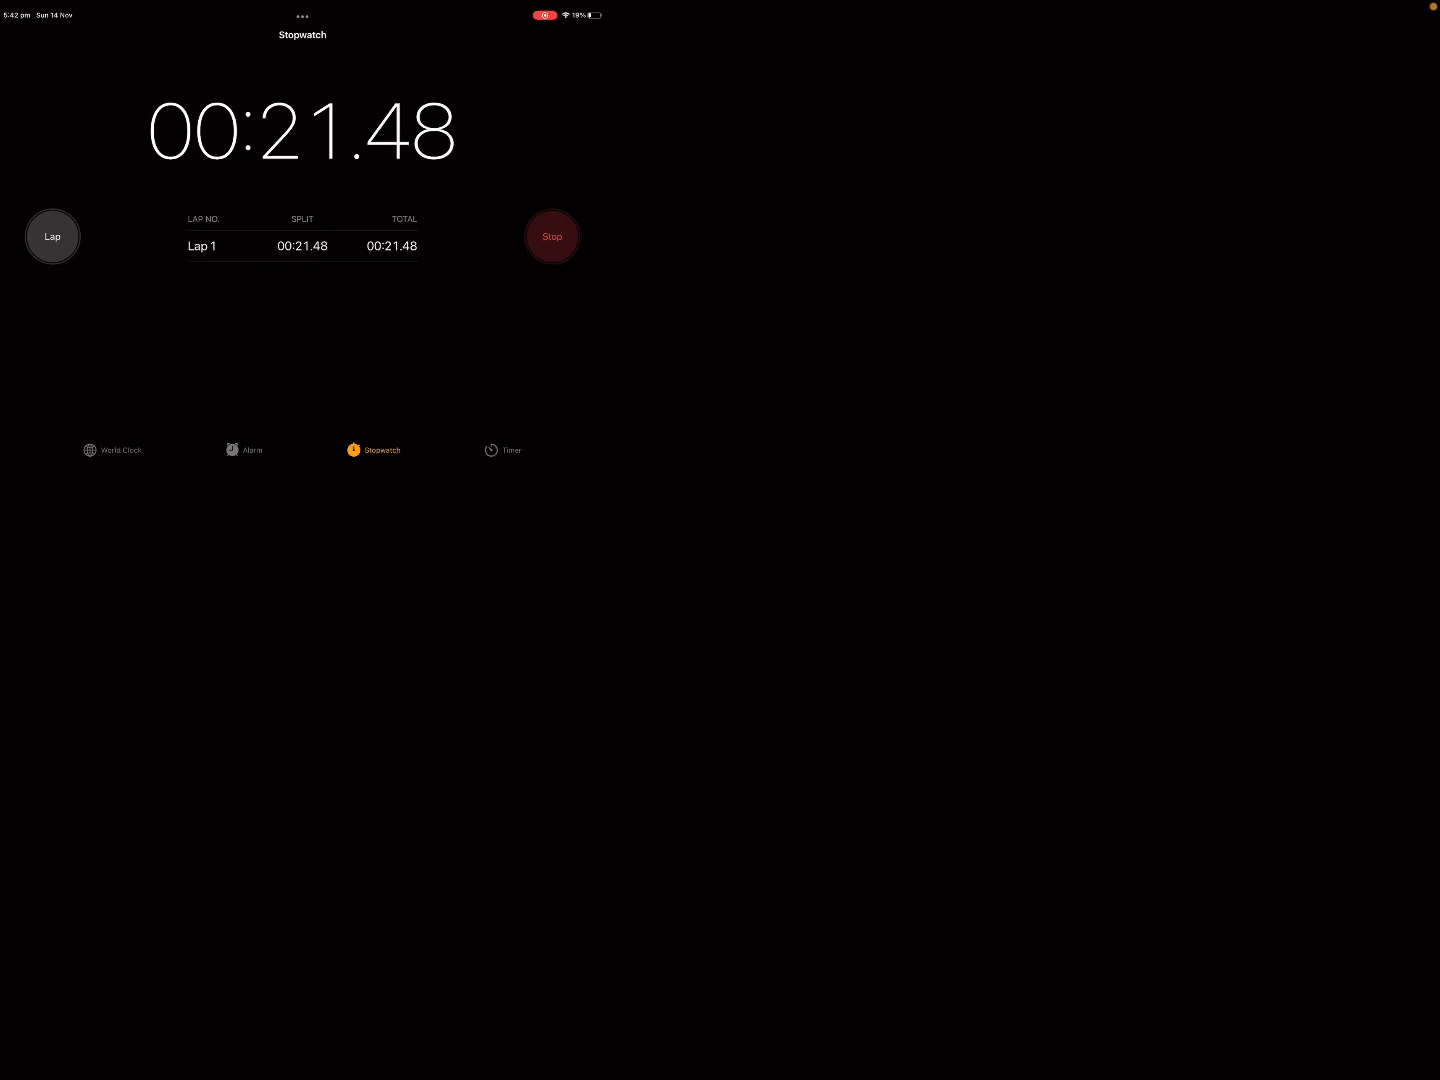 5:42 pm Sun 14 Nov 19%
Stopwatch
00:21.48
LAP NO. SPLIT TOTAL
Lap Lap 1 00:21.48 00:21.48 Stop
World Clock Alarm Stopwatch Timer